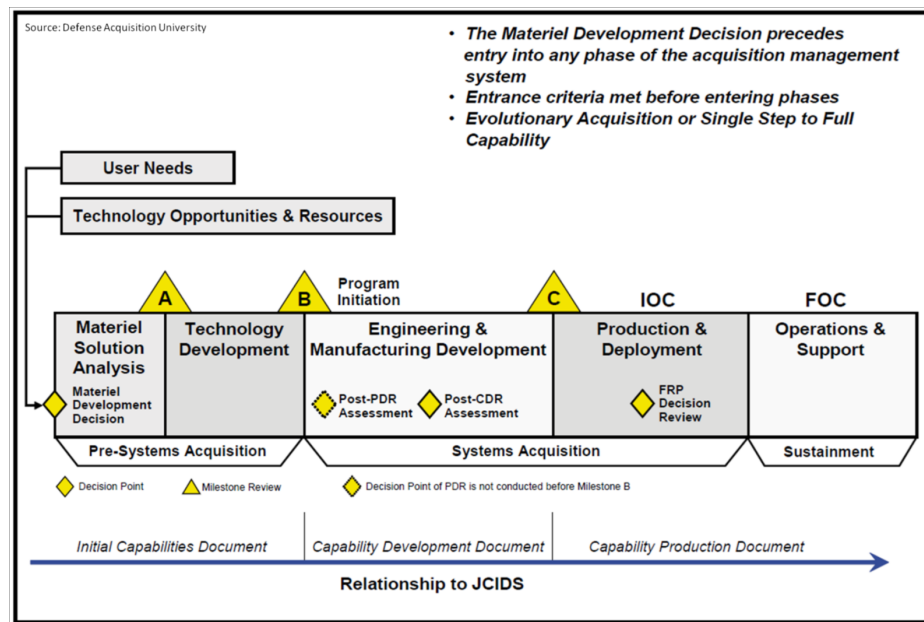 Source: Defense Acquisition University
• The Materiel Development Decision precedes
entry into any phase of the acquisition management
system
• Entrance criteria met before entering phases
• Evolutionary Acquisition or Single Step to Full
Capability
User Needs
Technology Opportunities & Resources
A
B
Program
Initiation
C
IOC
FOC
Materiel
Solution
Analysis
Technology
Development
Engineering &
Manufacturing Development
Production &
Deployment
Operations &
Support
Materiel
Development
Decision
Post-PDR
Assessment
Post-CDR
Assessment
FRP
Decision
Review
Pre-Systems Acquisition
Systems Acquisition
Sustainment
Decision Point
Milestone Review
Decision Point of PDR is not conducted before Milestone B
Initial Capabilities Document
Capability Development Document
Capability Production Document
Relationship to JCIDS